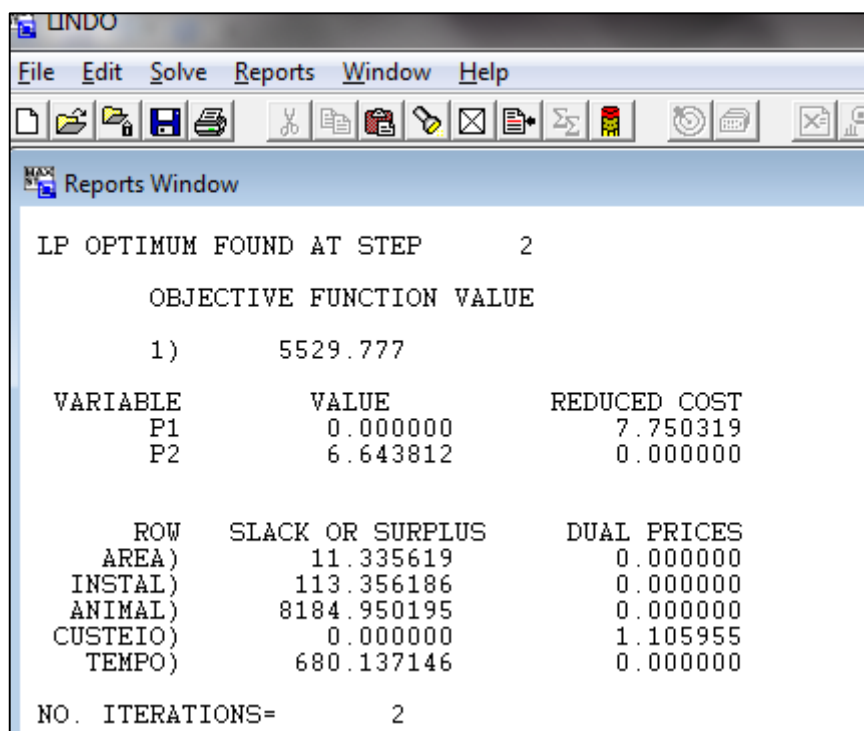 LINDO
File Edit Solve Reports Window Help
Reports Window
LP OPTIMUM FOUND AT STEP 2
OBJECTIVE FUNCTION VALUE
1) 5529.777
VARIABLE VALUE REDUCED COST
P1 0.000000 7.750319
P2 6.643812 0.000000
ROW SLACK OR SURPLUS DUAL PRICES
AREA) 11.335619 0.000000
INSTAL) 113.356186 0.000000
ANIMAL) 8184.950195 0.000000
CUSTEIO) 0.000000 1.105955
TEMPO) 680.137146 0.000000
NO. ITERATIONS= 2